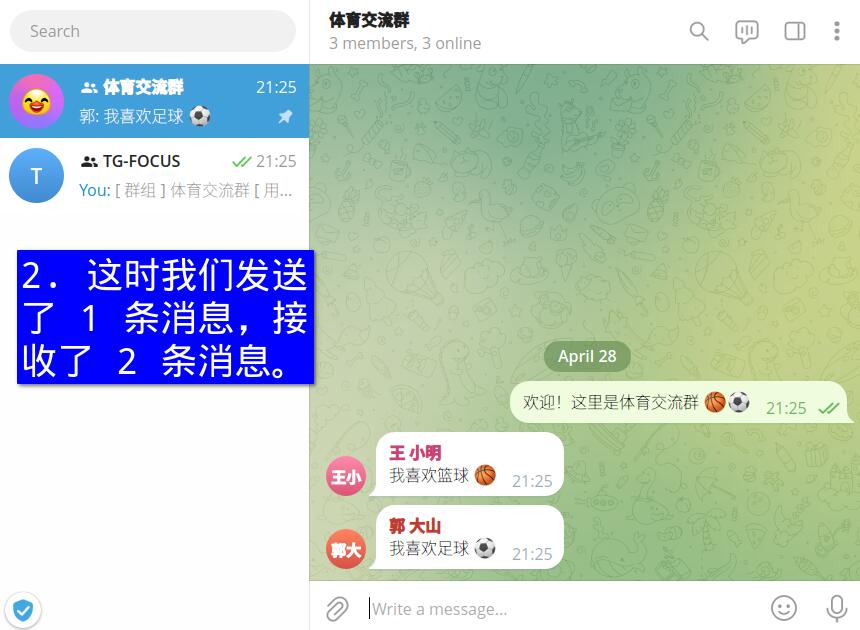 Search
体育交流群
21:25
郭: 我喜欢足球 ⚽
T
TG-FOCUS
21:25
You: [ 群组 ] 体育交流群 [ 用...
2. 这时我们发送
了 1 条消息，接
收了 2 条消息。
体育交流群
3 members, 3 online
April 28
欢迎！这里是体育交流群 🏀⚽ 21:25
王小
王 小明
我喜欢篮球 🏀 21:25
郭大
郭 大山
我喜欢足球 ⚽ 21:25
Write a message...